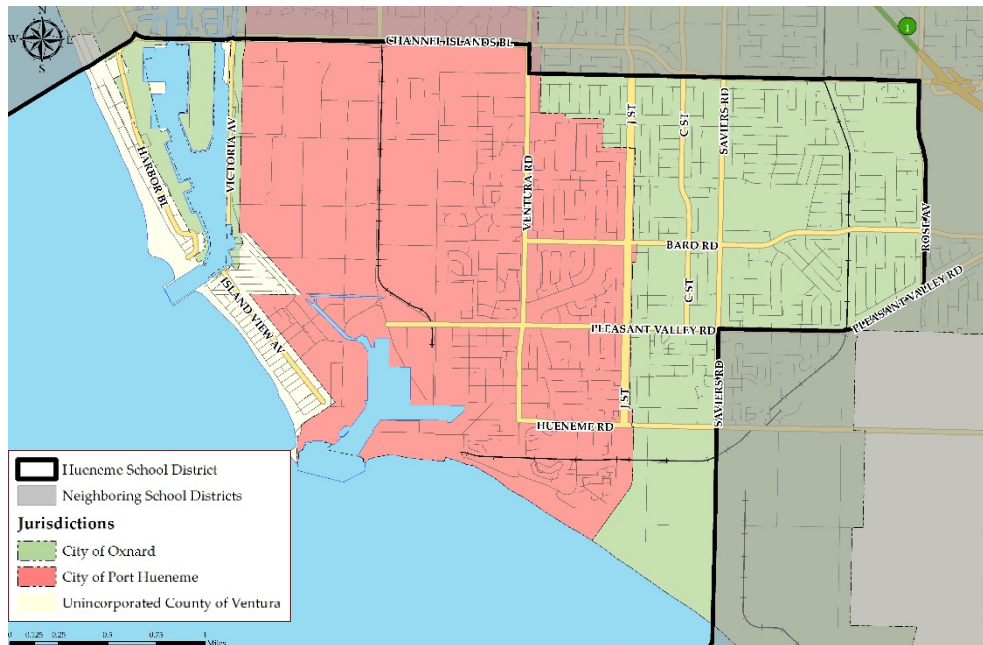 N
W
E
S
CHANNEL ISLANDS BL
1
HARBOR BL
VICTORIA AV
VENTURA RD
J ST
C ST
SAVIERS RD
BARD RD
ROSE AV
ISLAND VIEW AV
C ST
PLEASANT VALLEY RD
PLEASANT VALLEY RD
J ST
SAVIERS RD
HUENEME RD
Hueneme School District
Neighboring School Districts
Jurisdictions
City of Oxnard
City of Port Hueneme
Unincorporated County of Ventura
0 0.125 0.25 0.5 0.75 1
Miles